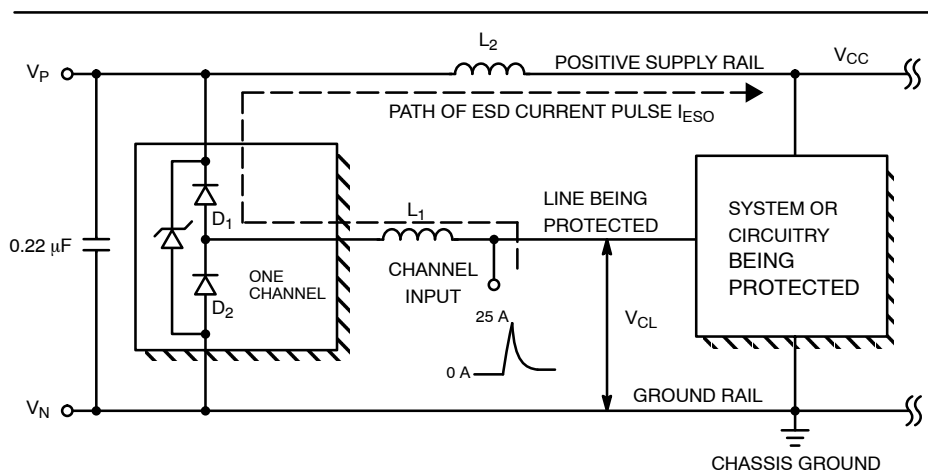 L2
VP
POSITIVE SUPPLY RAIL
VCC
PATH OF ESD CURRENT PULSE IESO
D1
L1
LINE BEING
PROTECTED
SYSTEM OR
CIRCUITRY
BEING
PROTECTED
0.22 μF
ONE
CHANNEL
CHANNEL
INPUT
D2
25 A
VCL
0 A
VN
GROUND RAIL
CHASSIS GROUND